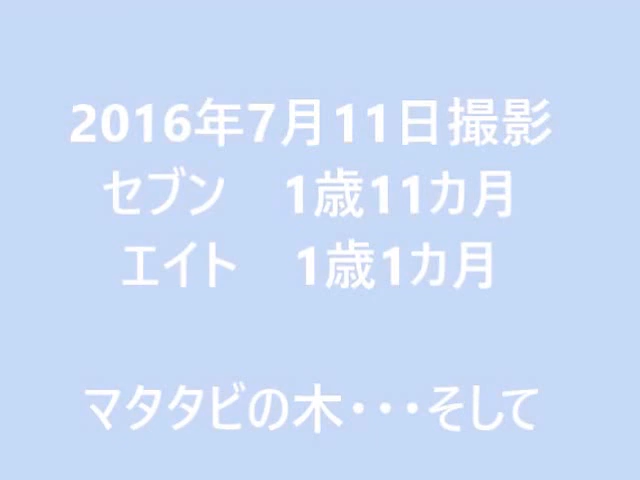 2016年7月11日撮影
セブン　1歳11カ月
エイト　1歳1カ月
マタタビの木・・・そして